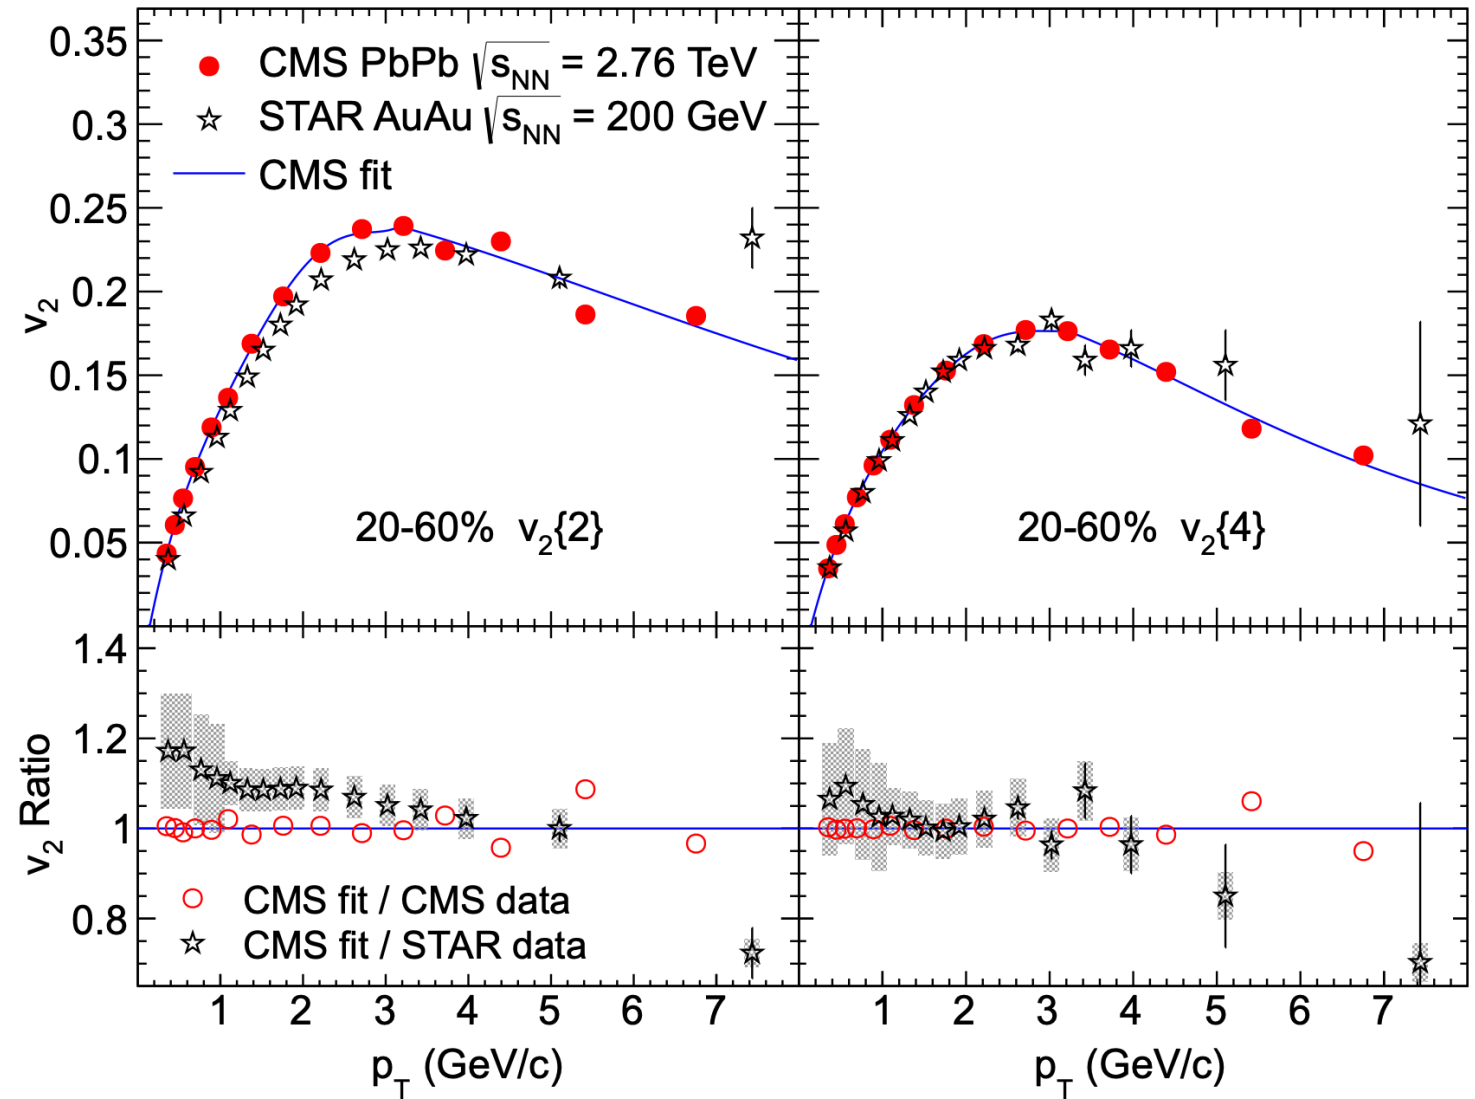 0.35
0.3
0.25
0.2
0.15
0.1
0.05
v2
CMS PbPb √sNN = 2.76 TeV
STAR AuAu √sNN = 200 GeV
CMS fit
20-60% v2{2}
20-60% v2{4}
1.4
1.2
1
0.8
v2 Ratio
CMS fit / CMS data
CMS fit / STAR data
1 2 3 4 5 6 7
1 2 3 4 5 6 7
pT (GeV/c)
pT (GeV/c)